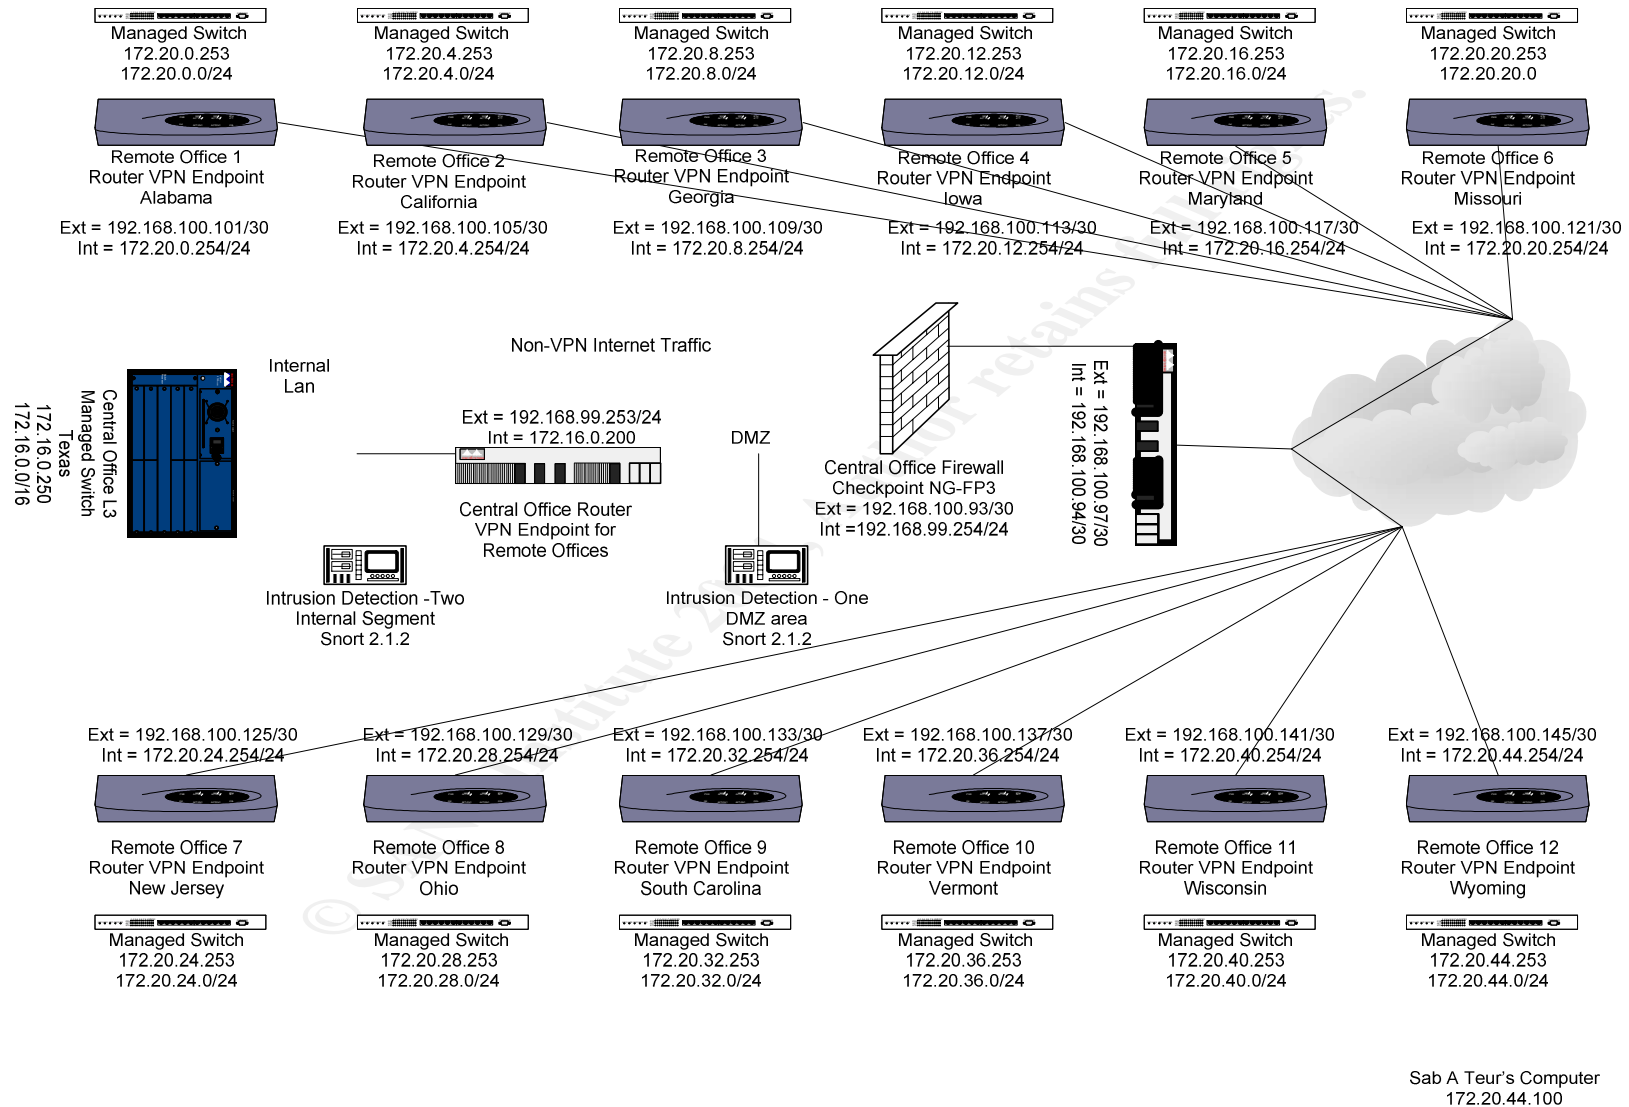 Managed Switch
172.20.0.253
172.20.0.0/24
Managed Switch
172.20.4.253
172.20.4.0/24
Managed Switch
172.20.8.253
172.20.8.0/24
Managed Switch
172.20.12.253
172.20.12.0/24
Managed Switch
172.20.16.253
172.20.16.0/24
Managed Switch
172.20.20.253
172.20.20.0
Remote Office 1
Router VPN Endpoint
Alabama
Ext = 192.168.100.101/30
Int = 172.20.0.254/24
Remote Office 2
Router VPN Endpoint
California
Ext = 192.168.100.105/30
Int = 172.20.4.254/24
Remote Office 3
Router VPN Endpoint
Georgia
Ext = 192.168.100.109/30
Int = 172.20.8.254/24
Remote Office 4
Router VPN Endpoint
Iowa
Ext = 192.168.100.113/30
Int = 172.20.12.254/24
Remote Office 5
Router VPN Endpoint
Maryland
Ext = 192.168.100.117/30
Int = 172.20.16.254/24
Remote Office 6
Router VPN Endpoint
Missouri
Ext = 192.168.100.121/30
Int = 172.20.20.254/24
Central Office L3
Managed Switch
Texas
172.16.0.250
172.16.0.0/16
Internal
Lan
Non-VPN Internet Traffic
Ext = 192.168.99.253/24
Int = 172.16.0.200
Central Office Router
VPN Endpoint for
Remote Offices
DMZ
Central Office Firewall
Checkpoint NG-FP3
Ext = 192.168.100.93/30
Int =192.168.99.254/24
Ext = 192.168.100.97/30
Int = 192.168.100.94/30
Intrusion Detection -Two
Internal Segment
Snort 2.1.2
Intrusion Detection - One
DMZ area
Snort 2.1.2
Ext = 192.168.100.125/30
Int = 172.20.24.254/24
Remote Office 7
Router VPN Endpoint
New Jersey
Ext = 192.168.100.129/30
Int = 172.20.28.254/24
Remote Office 8
Router VPN Endpoint
Ohio
Ext = 192.168.100.133/30
Int = 172.20.32.254/24
Remote Office 9
Router VPN Endpoint
South Carolina
Ext = 192.168.100.137/30
Int = 172.20.36.254/24
Remote Office 10
Router VPN Endpoint
Vermont
Ext = 192.168.100.141/30
Int = 172.20.40.254/24
Remote Office 11
Router VPN Endpoint
Wisconsin
Ext = 192.168.100.145/30
Int = 172.20.44.254/24
Remote Office 12
Router VPN Endpoint
Wyoming
Managed Switch
172.20.24.253
172.20.24.0/24
Managed Switch
172.20.28.253
172.20.28.0/24
Managed Switch
172.20.32.253
172.20.32.0/24
Managed Switch
172.20.36.253
172.20.36.0/24
Managed Switch
172.20.40.253
172.20.40.0/24
Managed Switch
172.20.44.253
172.20.44.0/24
Sab A Teur's Computer
172.20.44.100
© retains